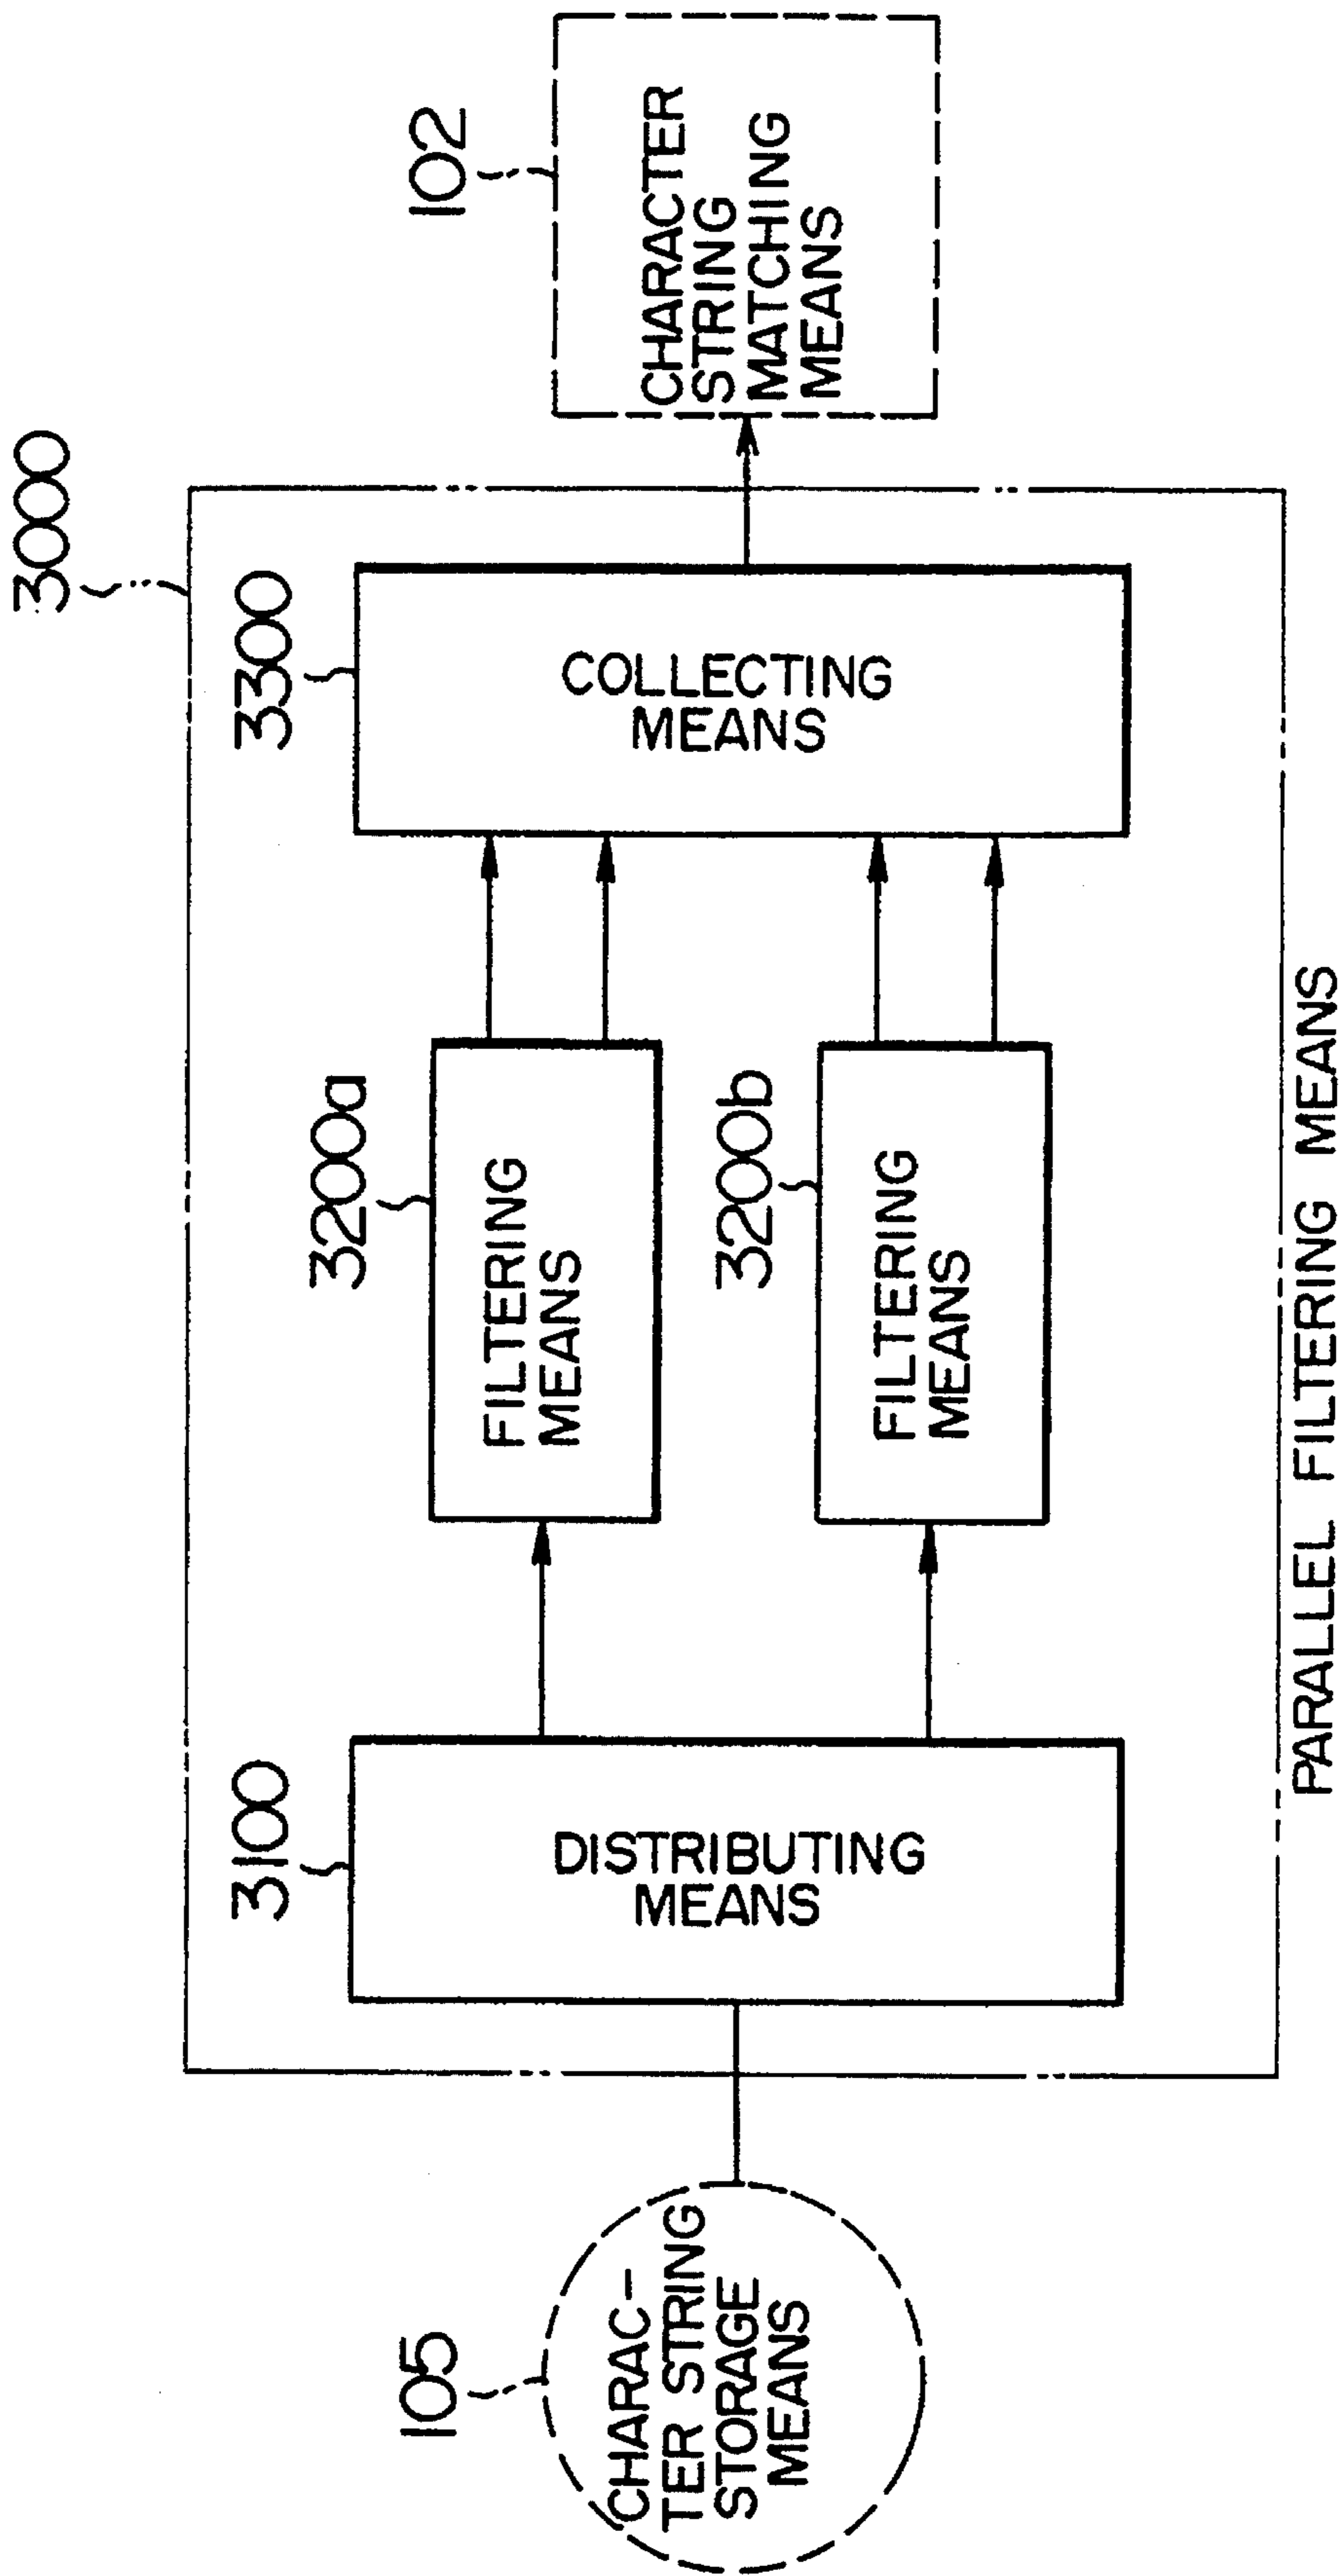 3000
3100
3300
3200a
3200b
105
102
CHARAC-
TER STRING
STORAGE
MEANS
DISTRIBUTING
MEANS
FILTERING
MEANS
FILTERING
MEANS
COLLECTING
MEANS
CHARACTER
STRING
MATCHING
MEANS
PARALLEL FILTERING MEANS